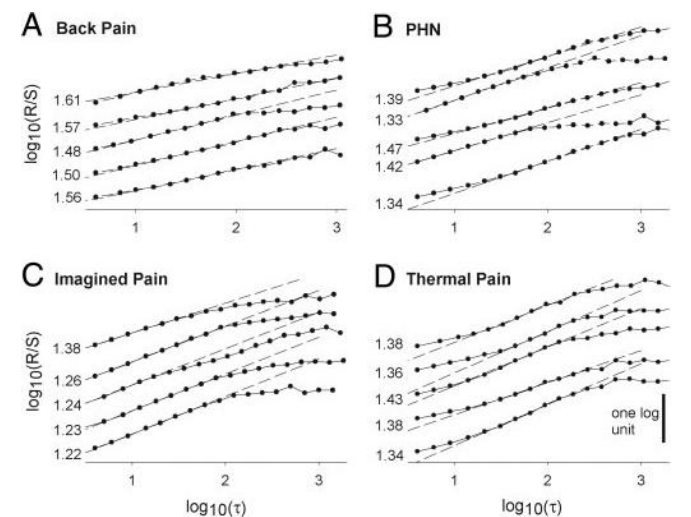 A Back Pain
log10(R/S)
1.61
1.57
1.48
1.50
1.56
1 2 3
B PHN
1.39
1.33
1.47
1.42
1.34
1 2 3
C Imagined Pain
log10(R/S)
1.38
1.26
1.24
1.23
1.22
1 2 3
log10(τ)
D Thermal Pain
1.38
1.36
1.43
1.38
1.34
one log
unit
1 2 3
log10(τ)